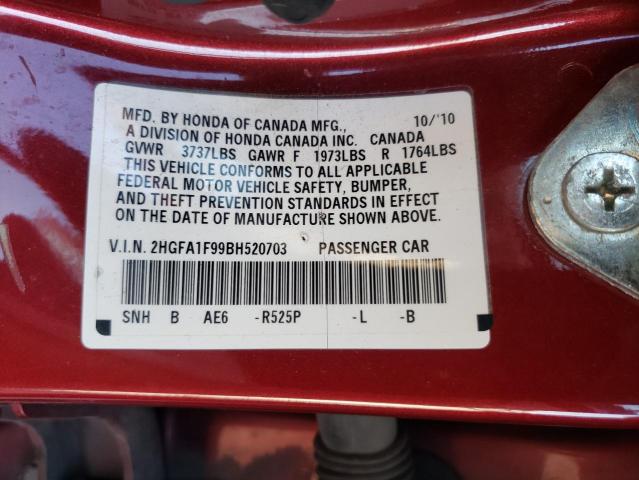 MFD. BY HONDA OF CANADA MFG., 10/'10
A DIVISION OF HONDA CANADA INC. CANADA
GVWR 3737LBS GAWR F 1973LBS R 1764LBS
THIS VEHICLE CONFORMS TO ALL APPLICABLE
FEDERAL MOTOR VEHICLE SAFETY, BUMPER,
AND THEFT PREVENTION STANDARDS IN EFFECT
ON THE DATE OF MANUFACTURE SHOWN ABOVE.
V.I.N. 2HGFA1F99BH520703 PASSENGER CAR
SNH B AE6 -R525P -L -B